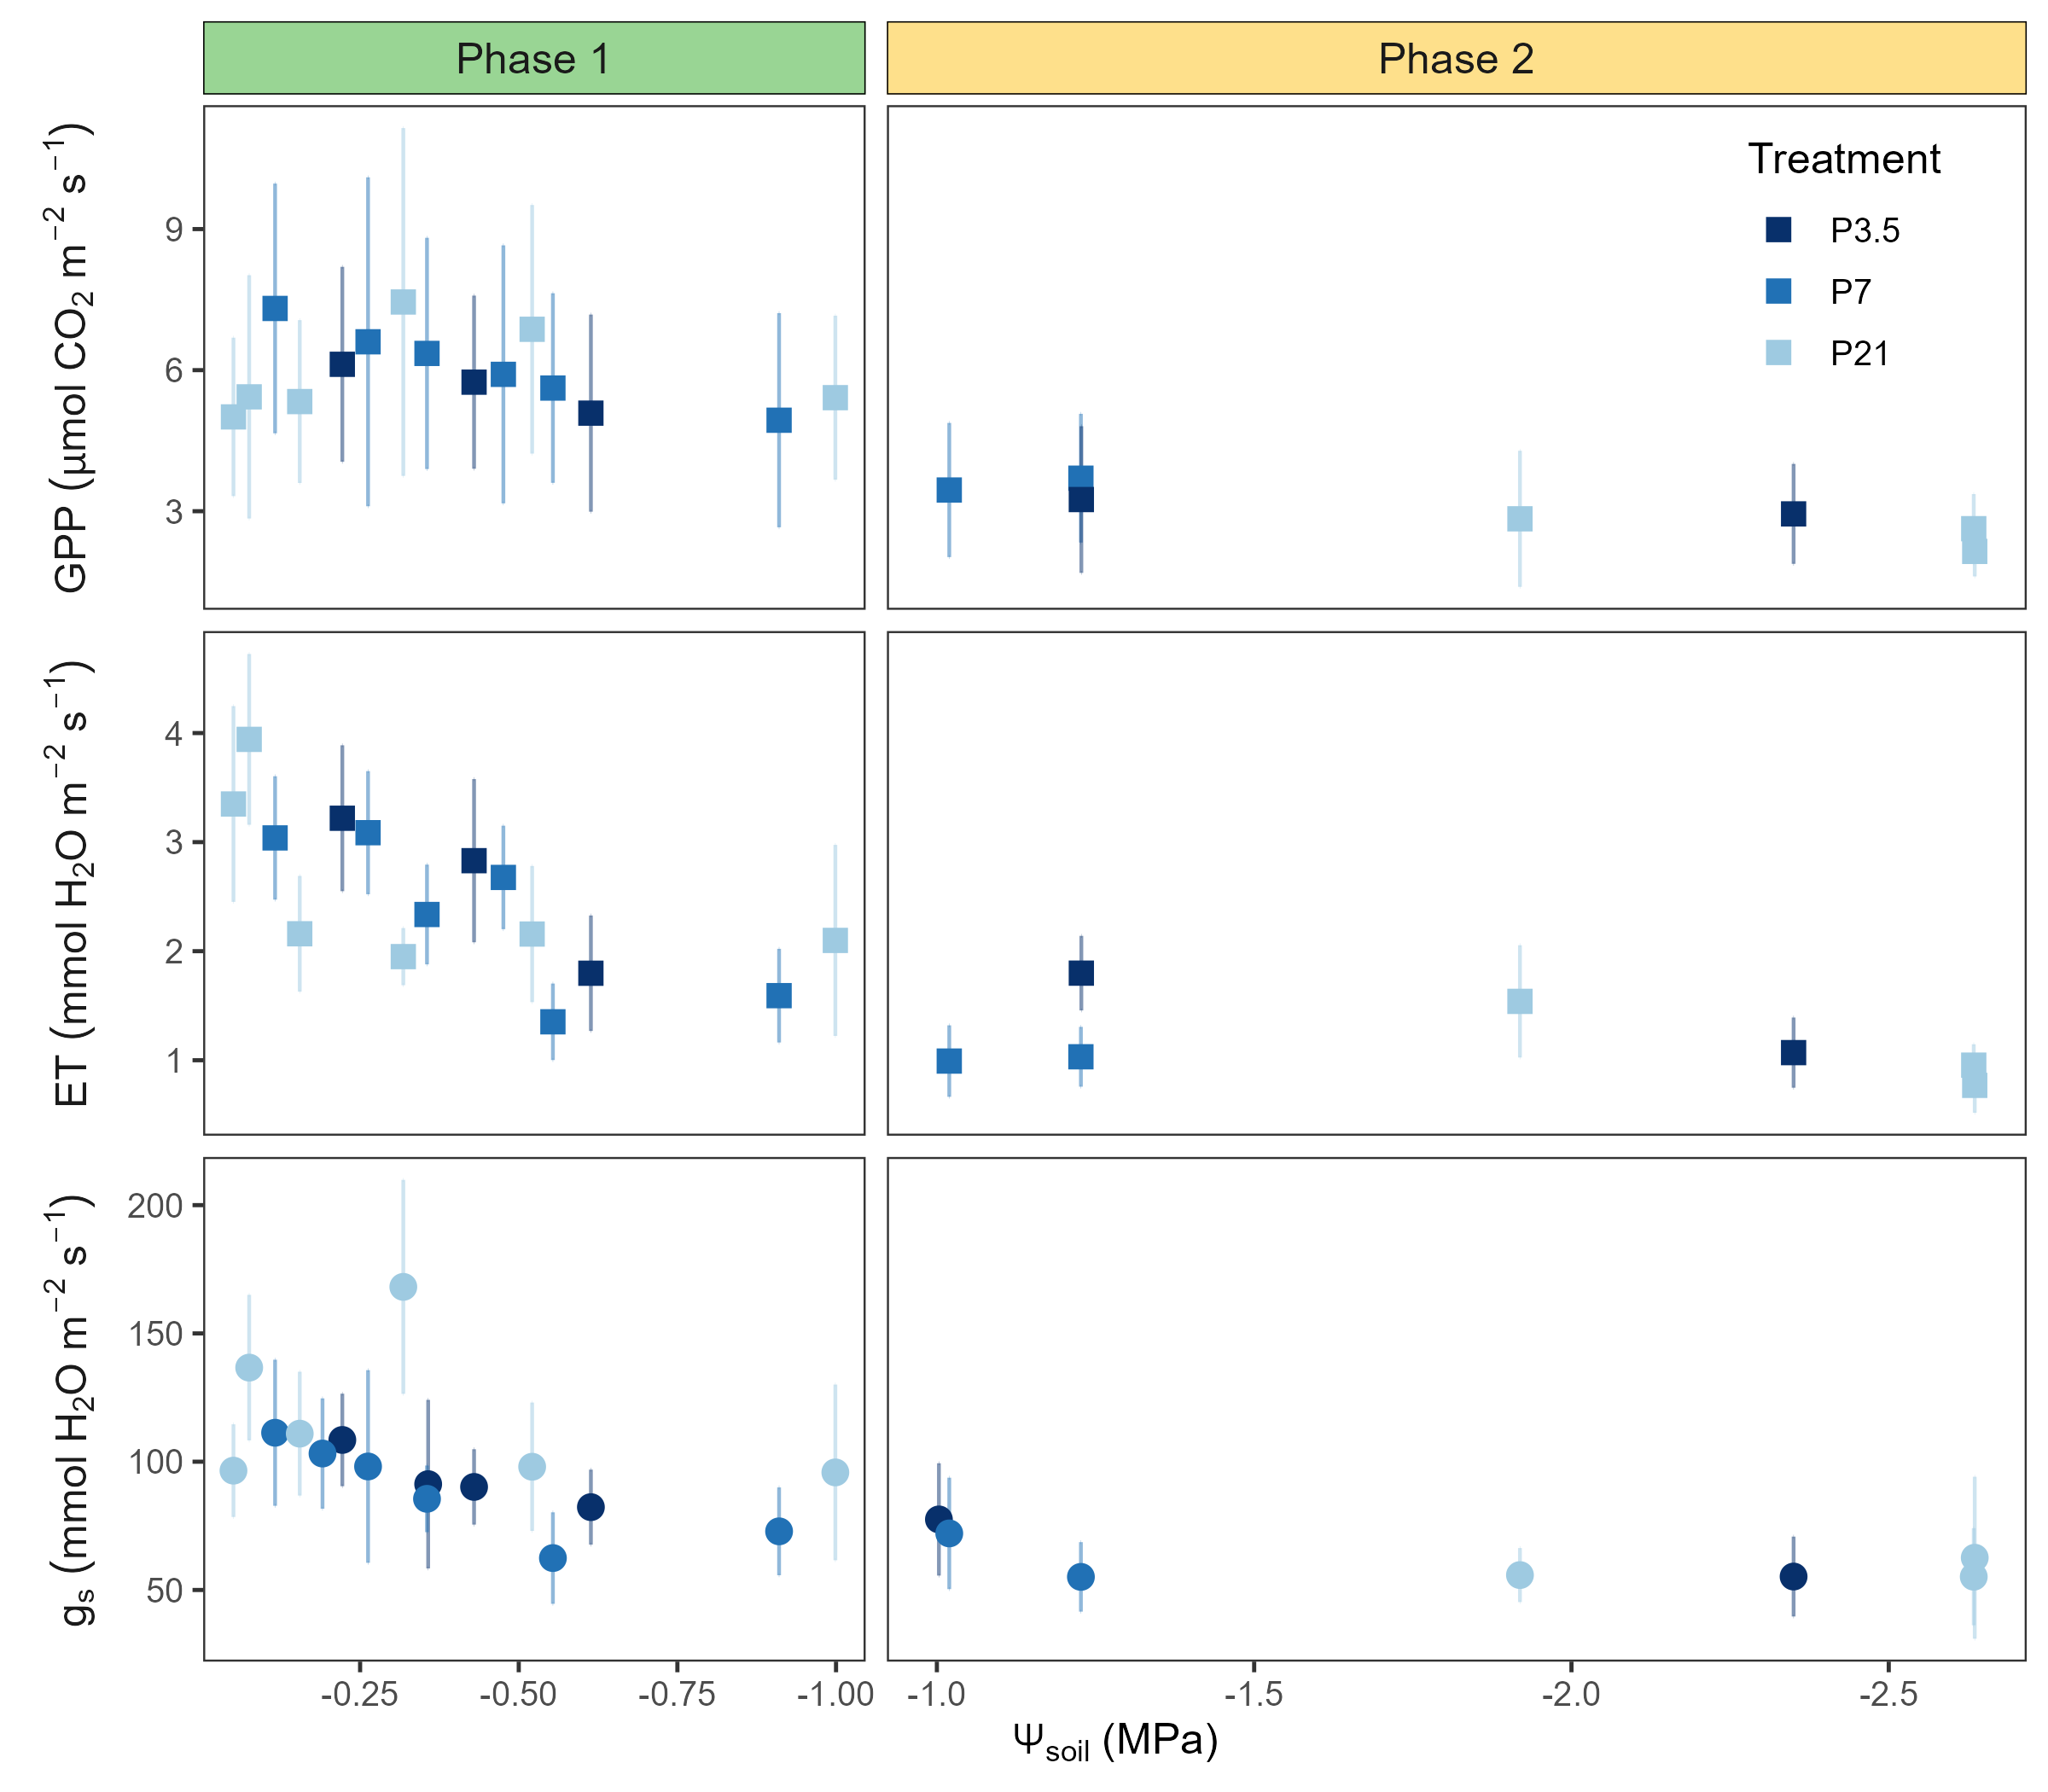 Phase 1
Phase 2
GPP (µmol CO₂ m⁻² s⁻¹)
9
6
3
Treatment
P3.5
P7
P21
ET (mmol H₂O m⁻² s⁻¹)
4
3
2
1
gₛ (mmol H₂O m⁻² s⁻¹)
200
150
100
50
-0.25 -0.50 -0.75 -1.00 -1.0 -1.5 -2.0 -2.5
Ψsoil (MPa)